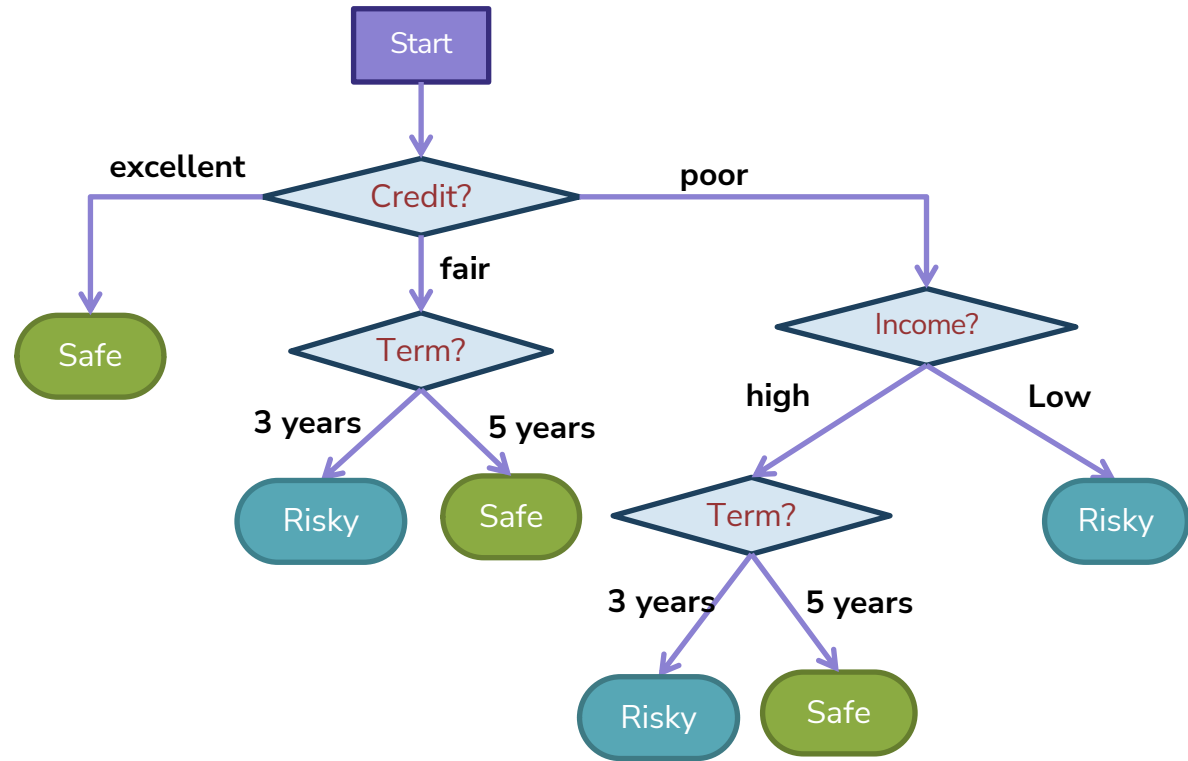 Start
excellent
Credit?
poor
fair
Safe
Term?
Income?
3 years
5 years
high
Low
Risky
Safe
Term?
Risky
3 years
5 years
Risky
Safe